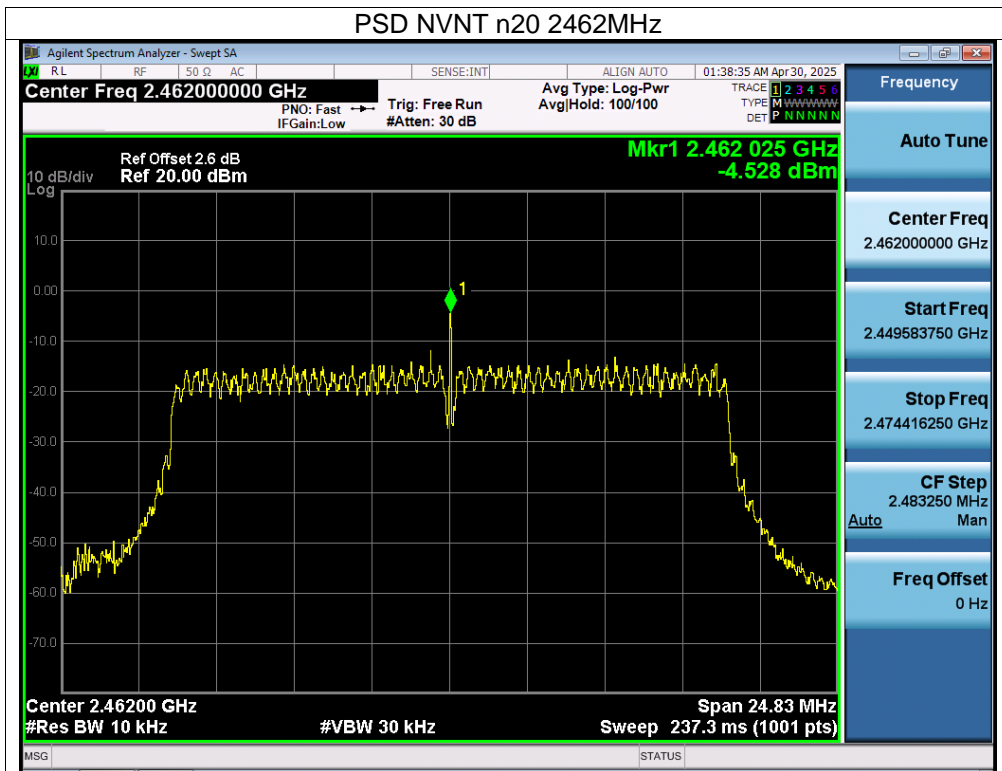 PSD NVNT n20 2462MHz
Agilent Spectrum Analyzer - Swept SA
LXI RL RF 50 Ω AC SENSE:INT ALIGN AUTO 01:38:35 AM Apr 30, 2025
Center Freq 2.462000000 GHz
PNO: Fast
IFGain:Low
Trig: Free Run
#Atten: 30 dB
Avg Type: Log-Pwr
Avg|Hold: 100/100
TRACE 1 2 3 4 5 6
TYPE M WWWWW
DET P N N N N N
Mkr1 2.462 025 GHz
-4.528 dBm
Ref Offset 2.6 dB
10 dB/div Ref 20.00 dBm
Log
10.0
0.00
-10.0
-20.0
-30.0
-40.0
-50.0
-60.0
-70.0
1
Center 2.46200 GHz Span 24.83 MHz
#Res BW 10 kHz #VBW 30 kHz Sweep 237.3 ms (1001 pts)
MSG STATUS
Frequency
Auto Tune
Center Freq
2.462000000 GHz
Start Freq
2.449583750 GHz
Stop Freq
2.474416250 GHz
CF Step
2.483250 MHz
Auto Man
Freq Offset
0 Hz